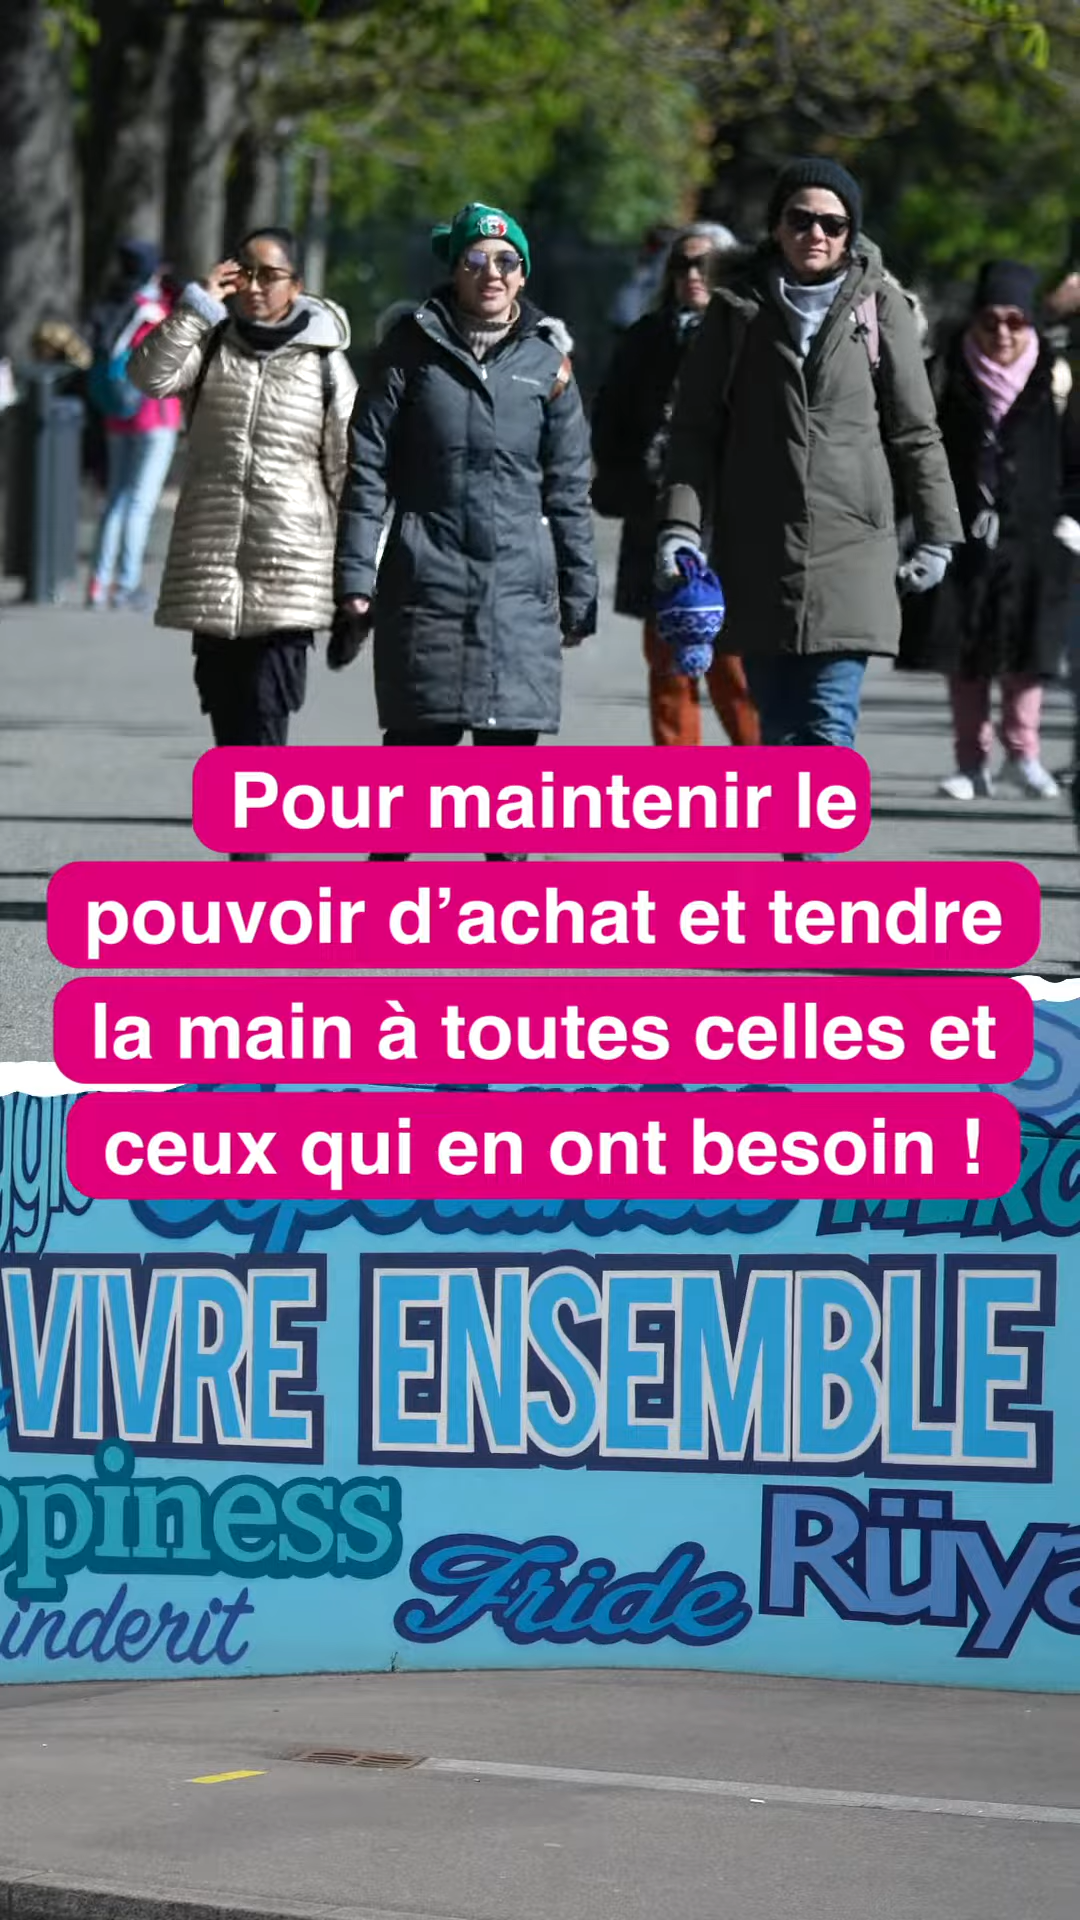 Pour maintenir le
pouvoir d’achat et tendre
la main à toutes celles et
ceux qui en ont besoin !
VIVRE ENSEMBLE
Fride